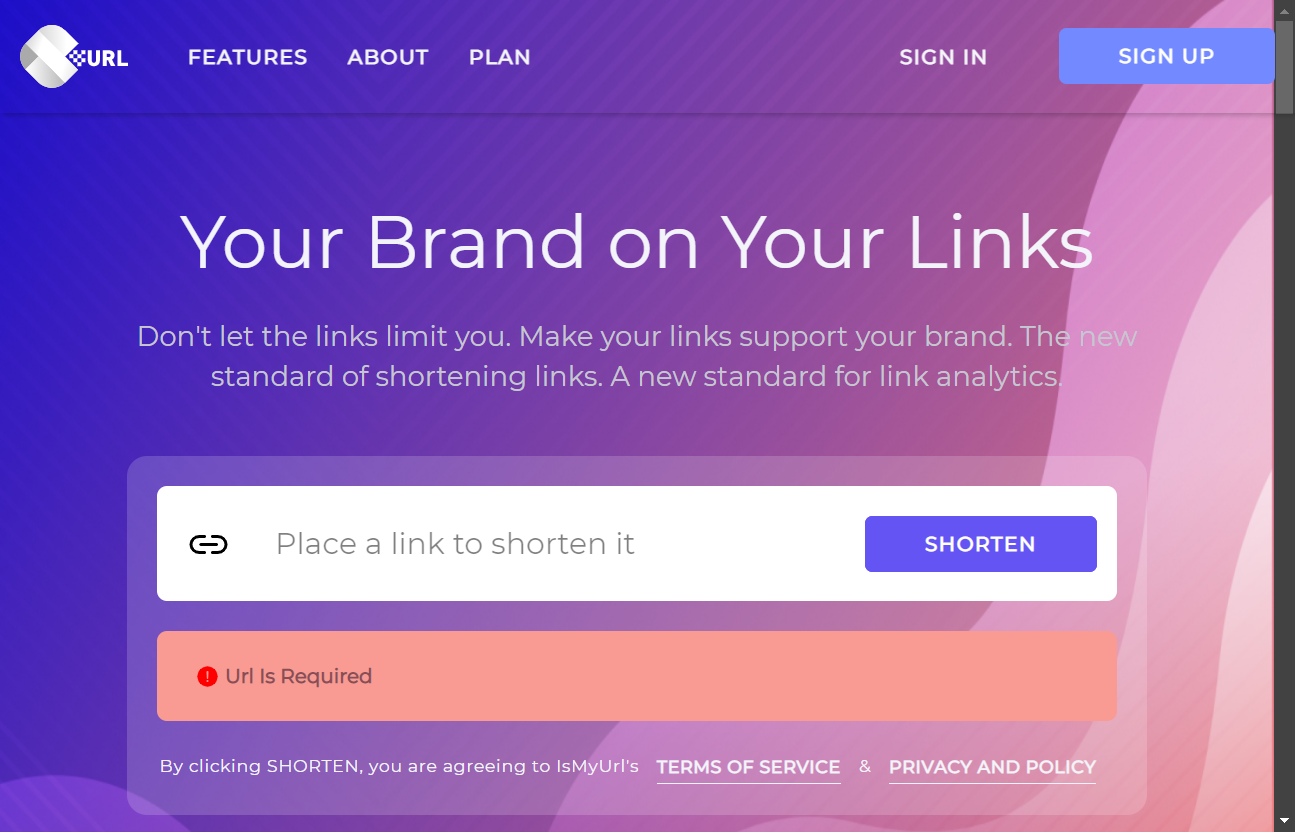 URL
FEATURES
ABOUT
PLAN
SIGN IN
SIGN UP
Your Brand on Your Links
Don't let the links limit you. Make your links support your brand. The new
standard of shortening links. A new standard for link analytics.
Place a link to shorten it
SHORTEN
Url Is Required
By clicking SHORTEN, you are agreeing to IsMyUrl's TERMS OF SERVICE & PRIVACY AND POLICY